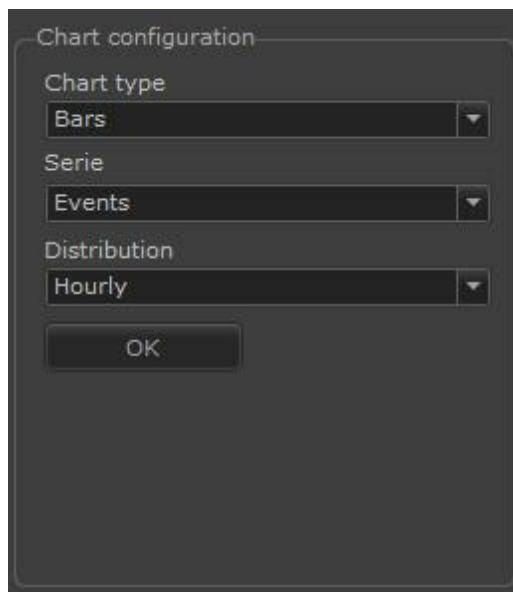 Chart configuration
Chart type
Bars
Serie
Events
Distribution
Hourly
OK